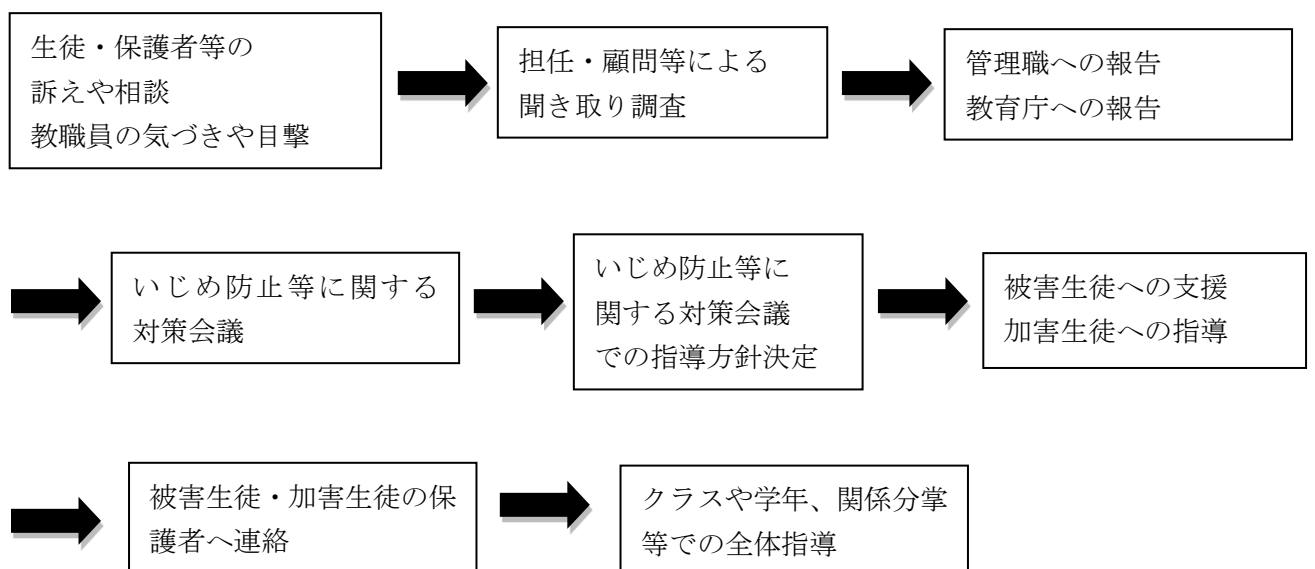 生徒・保護者等の
訴えや相談
教職員の気づきや目撃
担任・顧問等による
聞き取り調査
管理職への報告
教育庁への報告
いじめ防止等に関する
対策会議
いじめ防止等に
関する対策会議
での指導方針決定
被害生徒への支援
加害生徒への指導
被害生徒・加害生徒の保
護者へ連絡
クラスや学年、関係分掌
等での全体指導